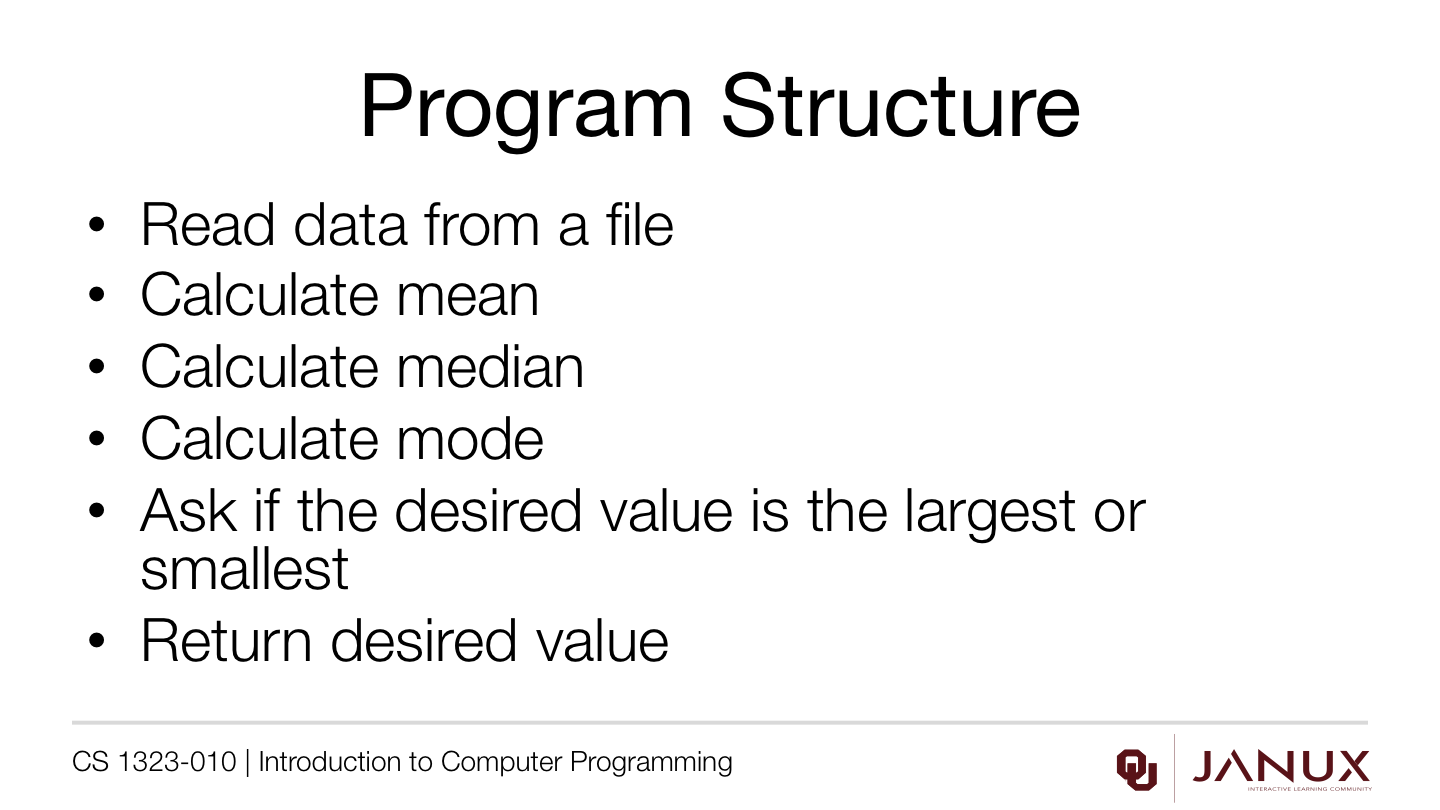 Program Structure
• Read data from a file
• Calculate mean
• Calculate median
• Calculate mode
• Ask if the desired value is the largest or
smallest
• Return desired value
CS 1323-010 | Introduction to Computer Programming
OU
JANUX
INTERACTIVE LEARNING COMMUNITY